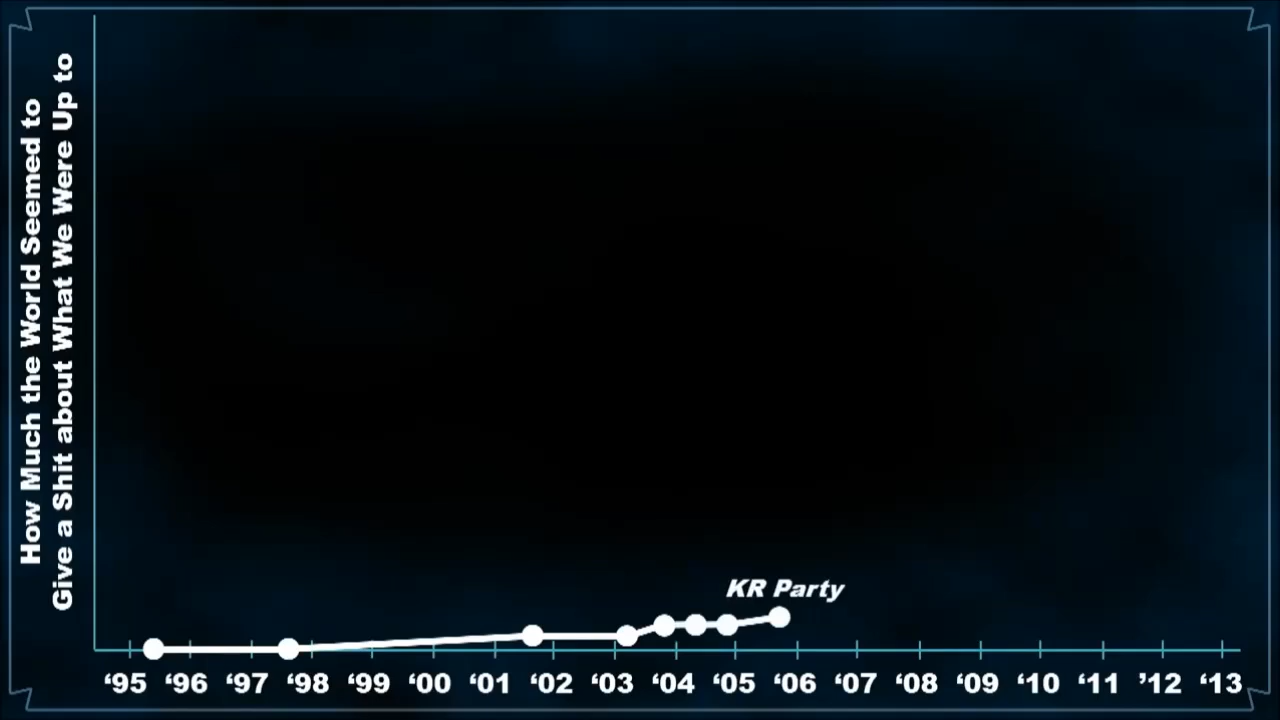 How Much the World Seemed to
Give a Shit about What We Were Up to
KR Party
‘95 ‘96 ‘97 ‘98 ‘99 ‘00 ‘01 ‘02 ‘03 ‘04 ‘05 ‘06 ‘07 ‘08 ‘09 ‘10 ‘11 ’12 ‘13